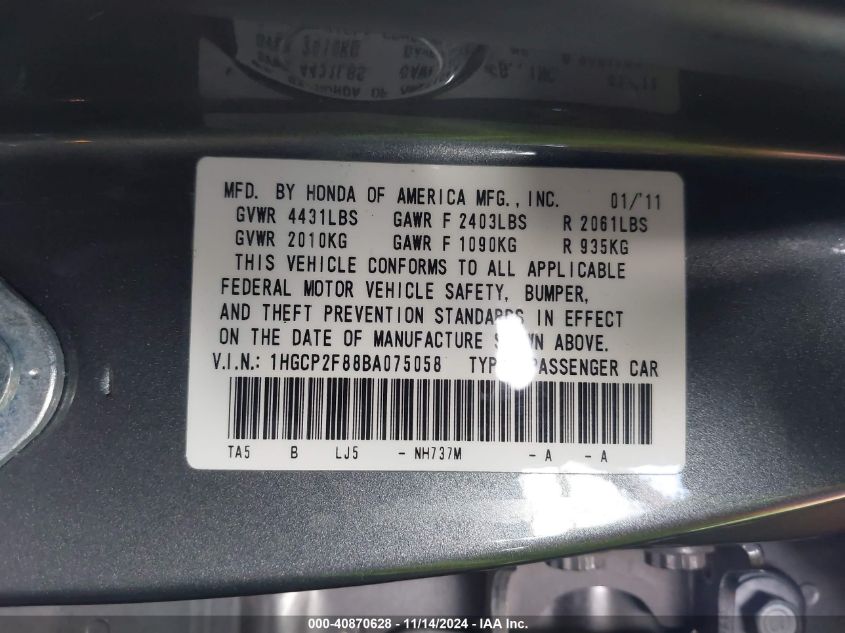 MFD. BY HONDA OF AMERICA MFG., INC. 01/'11
GVWR 4431LBS GAWR F 2403LBS R 2061LBS
GVWR 2010KG GAWR F 1090KG R 935KG
THIS VEHICLE CONFORMS TO ALL APPLICABLE
FEDERAL MOTOR VEHICLE SAFETY, BUMPER,
AND THEFT PREVENTION STANDARDS IN EFFECT
ON THE DATE OF MANUFACTURE SHOWN ABOVE.
V.I.N.: 1HGCP2F88BA075058 TYPE: PASSENGER CAR
TA5 B LJ5 - NH737M - A - A
000-40870628 - 11/14/2024 - IAA Inc.